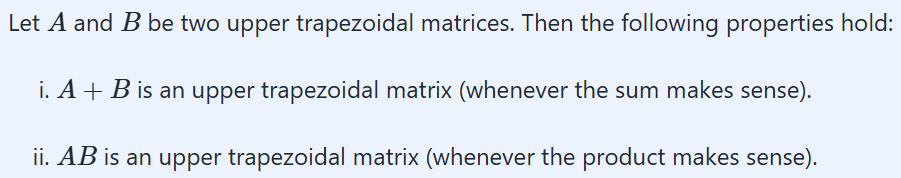 Let A and B be two upper trapezoidal matrices. Then the following properties hold:
i. A + B is an upper trapezoidal matrix (whenever the sum makes sense).
ii. AB is an upper trapezoidal matrix (whenever the product makes sense).